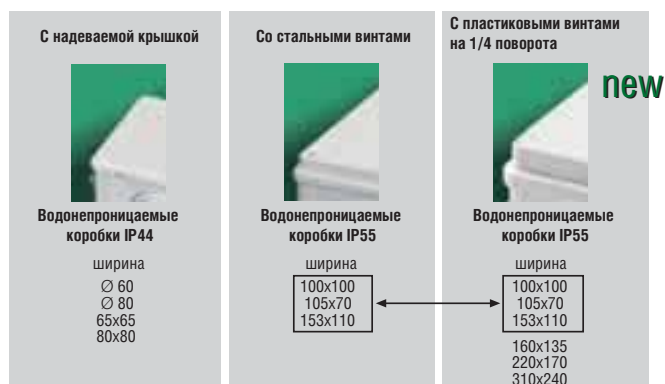 С надеваемой крышкой
Водонепроницаемые
коробки IP44
ширина
∅ 60
∅ 80
65x65
80x80
Со стальными винтами
Водонепроницаемые
коробки IP55
ширина
100x100
105x70
153x110
С пластиковыми винтами
на 1/4 поворота
new
Водонепроницаемые
коробки IP55
ширина
100x100
105x70
153x110
160x135
220x170
310x240